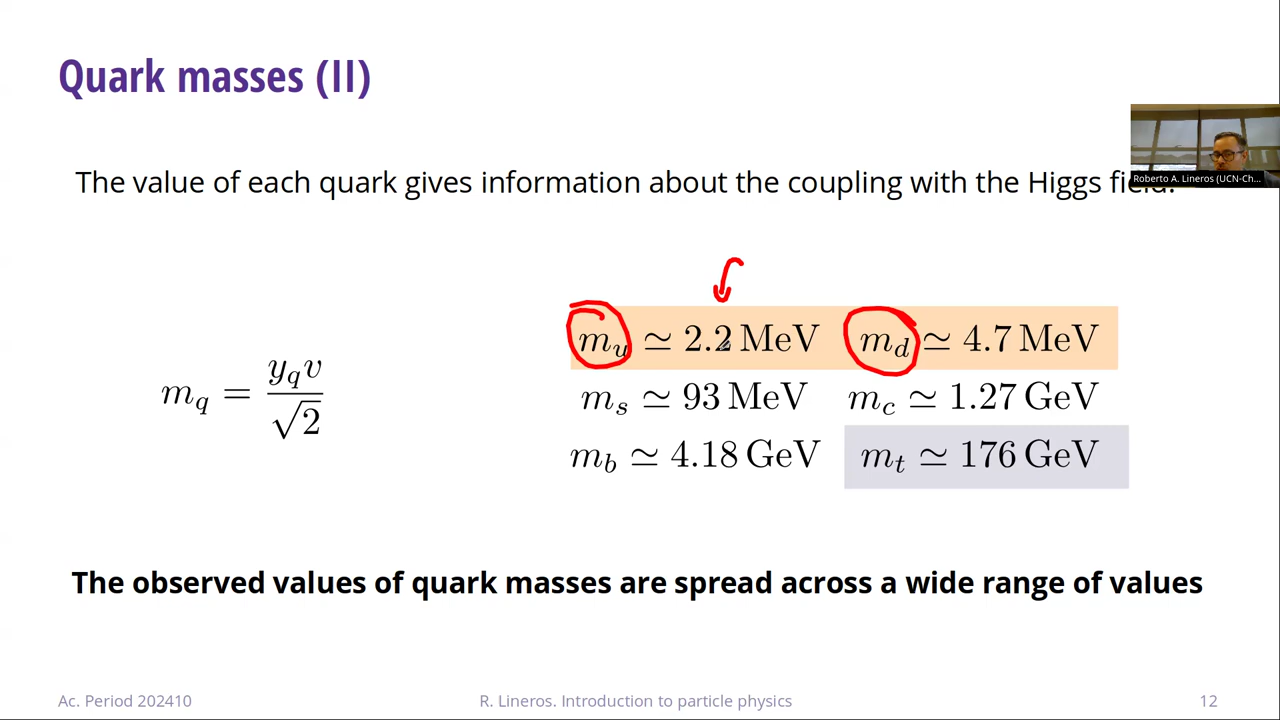 Quark masses (II)
The value of each quark gives information about the coupling with the Higgs field.
Roberto A. Lineros (UCN-Ch...
m_q = y_q v / √2
m_u ≃ 2.2 MeV m_d ≃ 4.7 MeV
m_s ≃ 93 MeV m_c ≃ 1.27 GeV
m_b ≃ 4.18 GeV m_t ≃ 176 GeV
The observed values of quark masses are spread across a wide range of values
Ac. Period 202410 R. Lineros. Introduction to particle physics 12